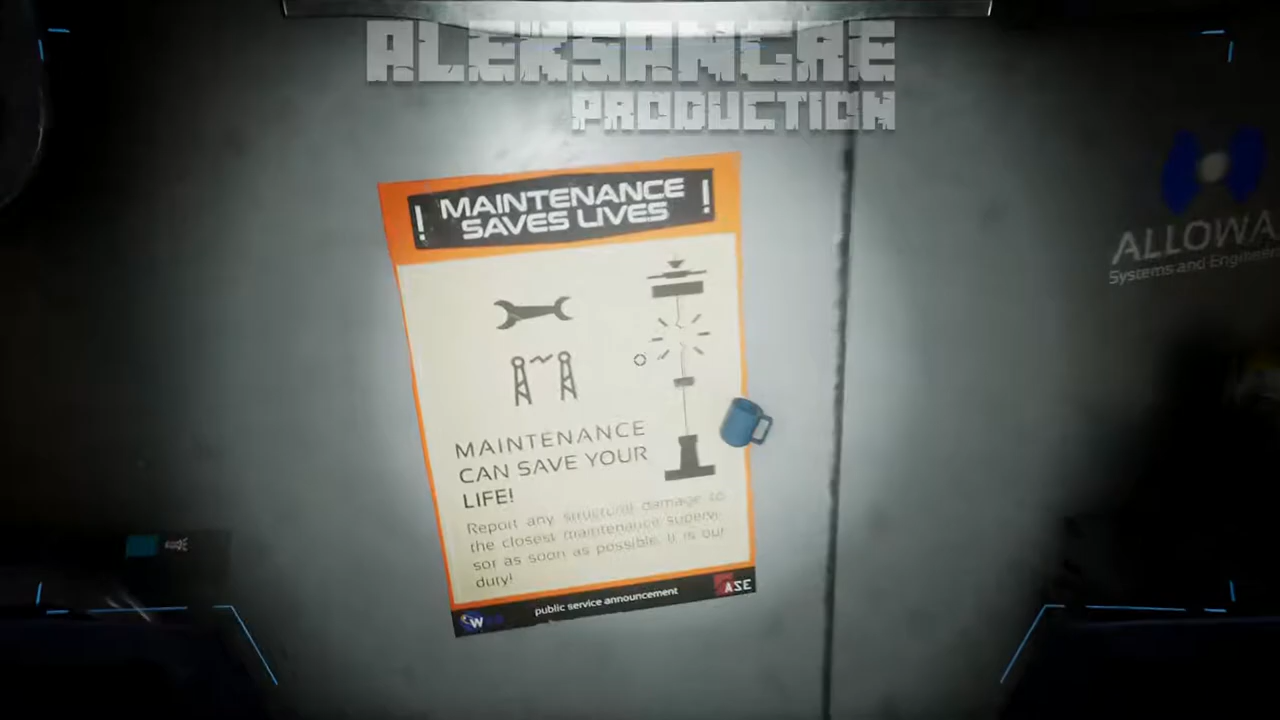 ALEKSANCRE
PRODUCTION
! MAINTENANCE !
SAVES LIVES
MAINTENANCE
CAN SAVE YOUR
LIFE!
Report any structural damage to
the closest maintenance supervi-
sor as soon as possible. It is our
duty!
public service announcement
ASE
ALLOWA
Systems and Engineer